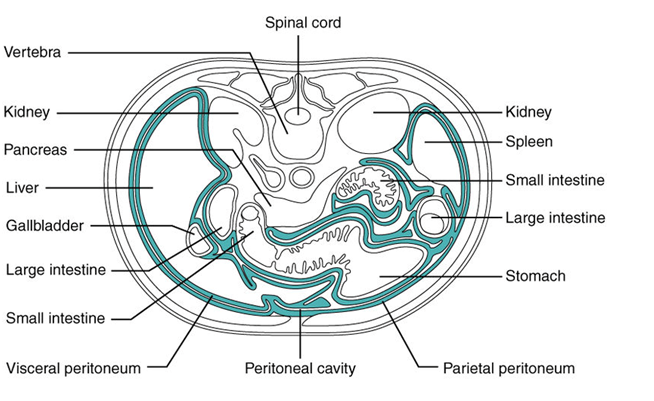 Spinal cord
Vertebra
Kidney
Kidney
Pancreas
Spleen
Liver
Small intestine
Gallbladder
Large intestine
Large intestine
Stomach
Small intestine
Visceral peritoneum
Peritoneal cavity
Parietal peritoneum